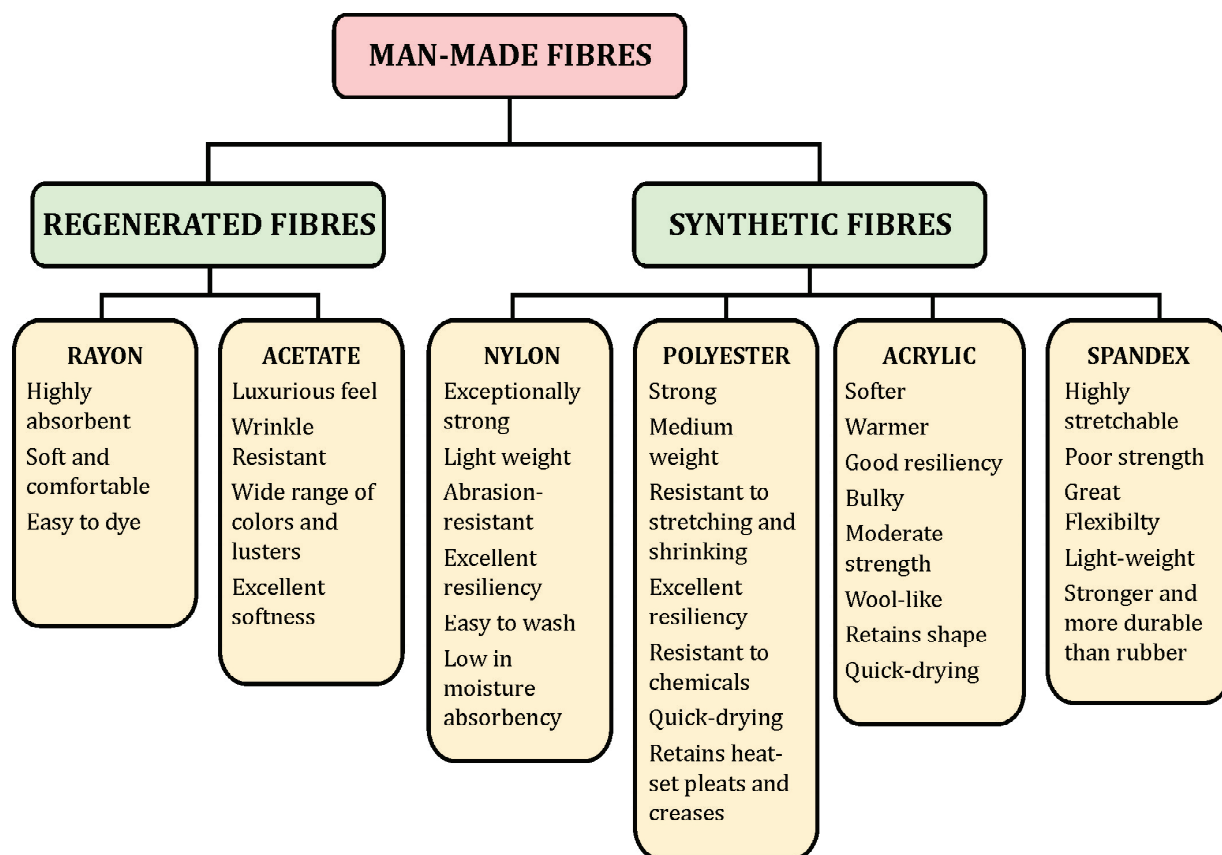 MAN-MADE FIBRES
REGENERATED FIBRES
SYNTHETIC FIBRES
RAYON
Highly
absorbent
Soft and
comfortable
Easy to dye
ACETATE
Luxurious feel
Wrinkle
Resistant
Wide range of
colors and
lusters
Excellent
softness
NYLON
Exceptionally
strong
Light weight
Abrasion-
resistant
Excellent
resiliency
Easy to wash
Low in
moisture
absorbency
POLYESTER
Strong
Medium
weight
Resistant to
stretching and
shrinking
Excellent
resiliency
Resistant to
chemicals
Quick-drying
Retains heat-
set pleats and
creases
ACRYLIC
Softer
Warmer
Good resiliency
Bulky
Moderate
strength
Wool-like
Retains shape
Quick-drying
SPANDEX
Highly
stretchable
Poor strength
Great
Flexibilty
Light-weight
Stronger and
more durable
than rubber